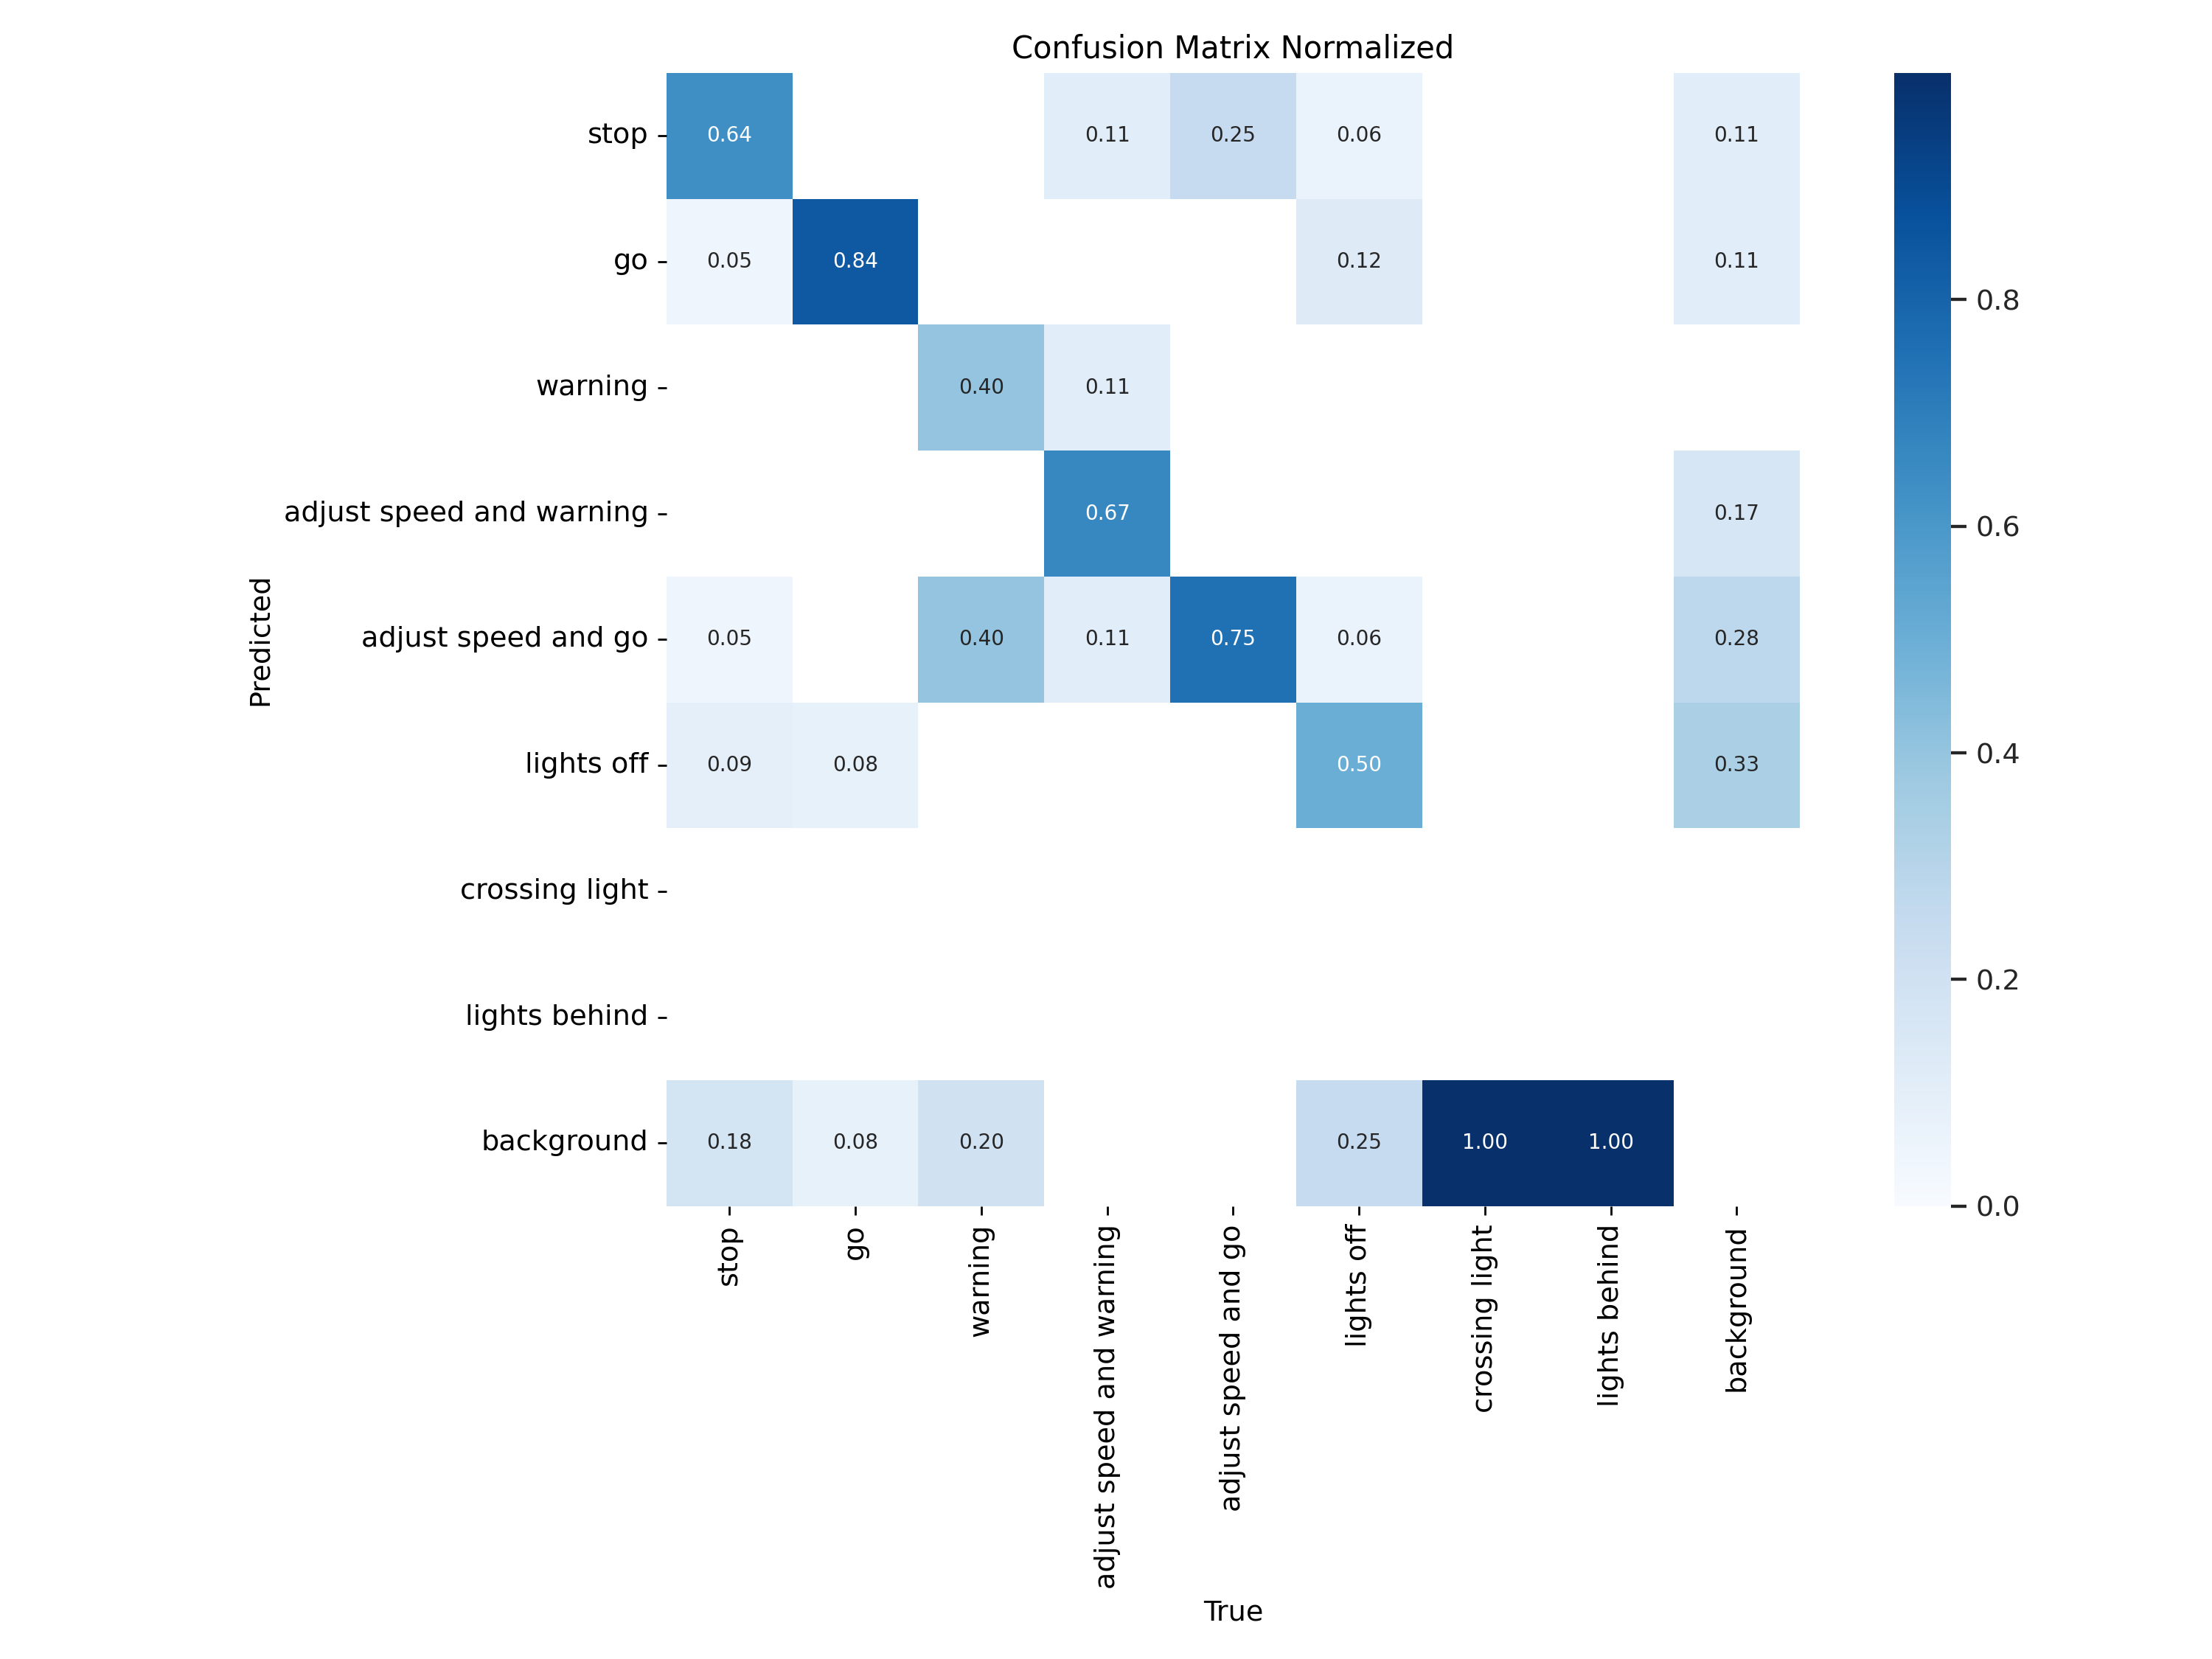 Confusion Matrix Normalized
stop 0.64 0.11 0.25 0.06 0.11
go 0.05 0.84 0.12 0.11
0.8
warning 0.40 0.11
adjust speed and warning 0.67 0.17
0.6
Predicted
adjust speed and go 0.05 0.40 0.11 0.75 0.06 0.28
lights off 0.09 0.08 0.50 0.33
0.4
crossing light
0.2
lights behind
background 0.18 0.08 0.20 0.25 1.00 1.00
0.0
stop
go
warning
adjust speed and warning
adjust speed and go
lights off
crossing light
lights behind
background
True